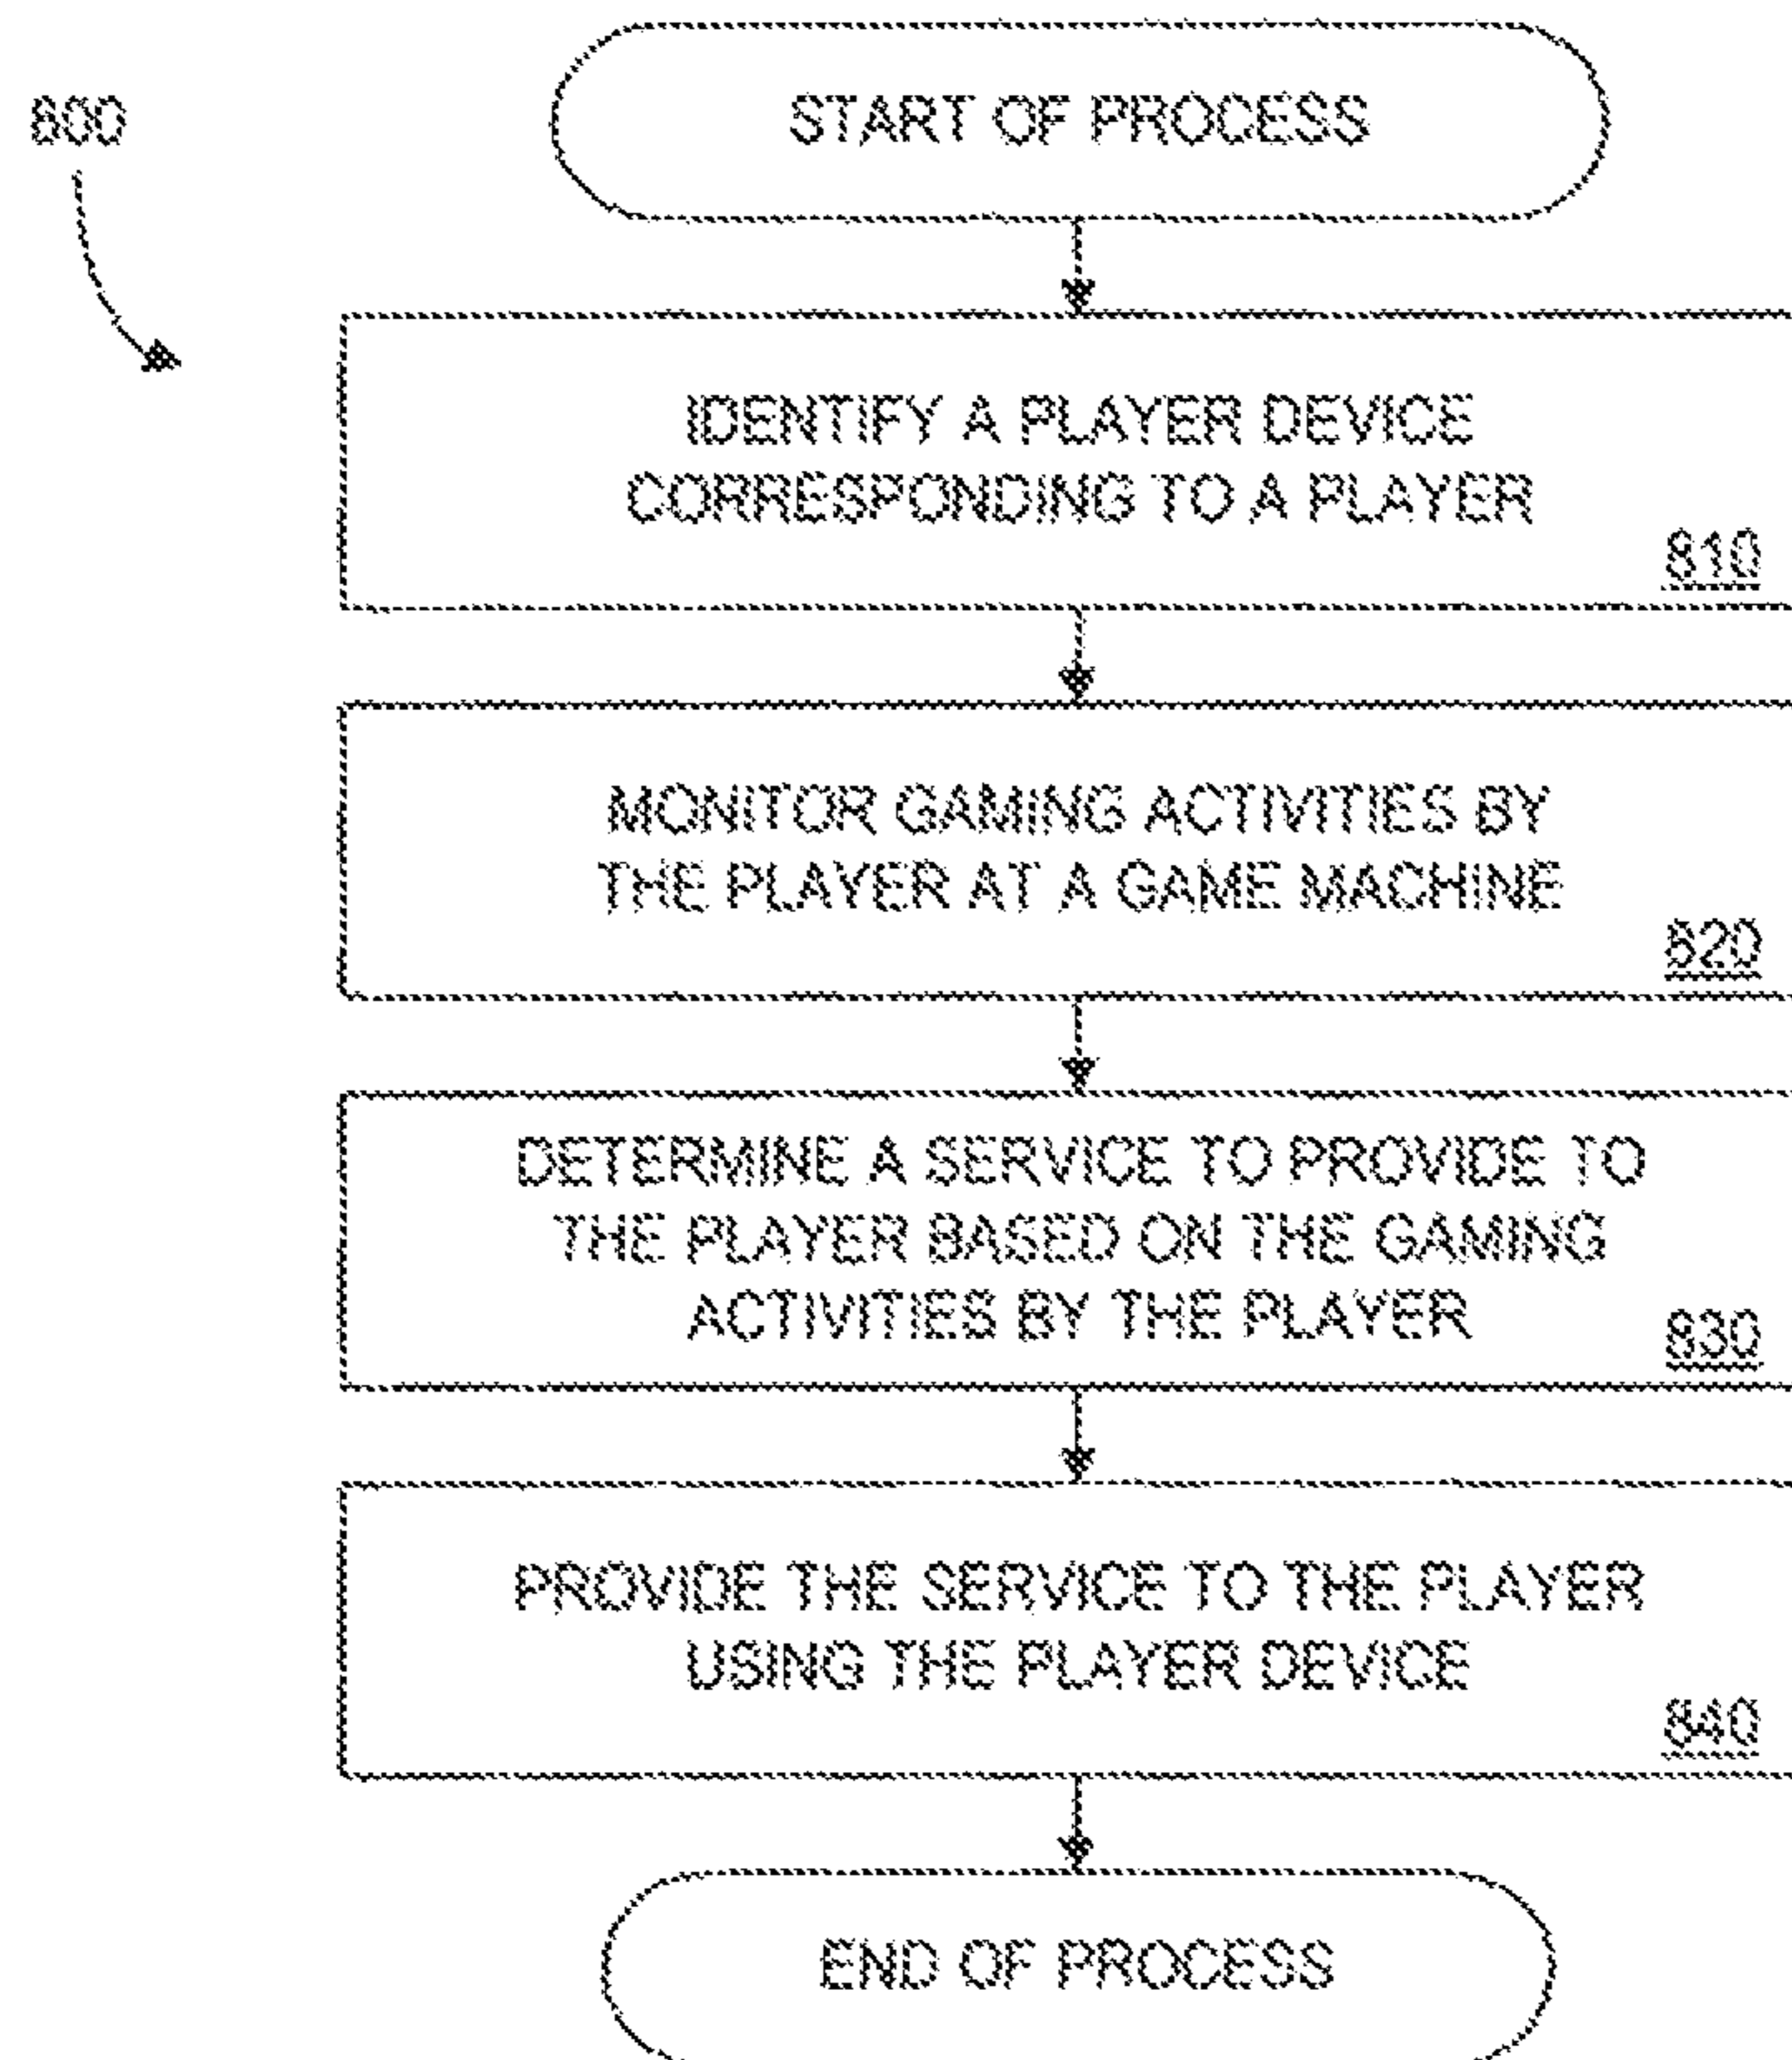 800
START OF PROCESS
IDENTIFY A PLAYER DEVICE
CORRESPONDING TO A PLAYER
810
MONITOR GAMING ACTIVITIES BY
THE PLAYER AT A GAME MACHINE
820
DETERMINE A SERVICE TO PROVIDE TO
THE PLAYER BASED ON THE GAMING
ACTIVITIES BY THE PLAYER
830
PROVIDE THE SERVICE TO THE PLAYER
USING THE PLAYER DEVICE
840
END OF PROCESS